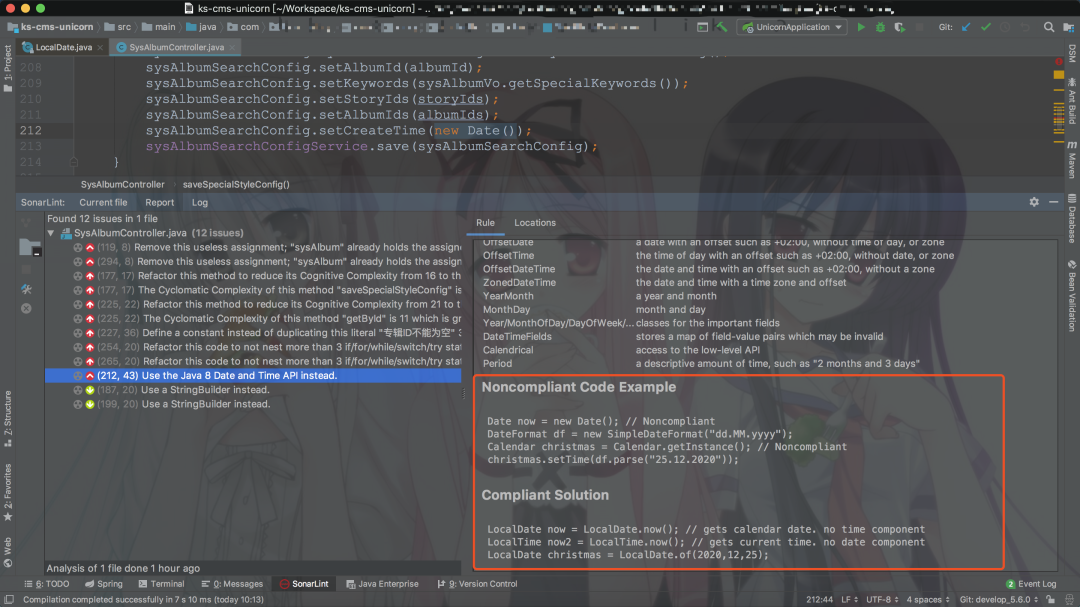 ks-cms-unicorn [~/Workspace/ks-cms-unicorn] - ..
ks-cms-unicorn src main java com
UnicornApplication Git:
LocalDate.java SysAlbumController.java
208 sysAlbumSearchConfig.setAlbumId(albumId);
209 sysAlbumSearchConfig.setKeywords(sysAlbumVo.getSpecialKeywords());
210 sysAlbumSearchConfig.setStoryIds(storyIds);
211 sysAlbumSearchConfig.setAlbumIds(albumIds);
212 sysAlbumSearchConfig.setCreateTime(new Date());
213 sysAlbumSearchConfigService.save(sysAlbumSearchConfig);
214 }
SysAlbumController saveSpecialStyleConfig()
SonarLint: Current file Report Log
Found 12 issues in 1 file
SysAlbumController.java (12 issues)
(119, 8) Remove this useless assignment; "sysAlbum" already holds the assign
(294, 8) Remove this useless assignment; "sysAlbum" already holds the assign
(177, 17) Refactor this method to reduce its Cognitive Complexity from 16 to th
(177, 17) The Cyclomatic Complexity of this method "saveSpecialStyleConfig" is
(225, 22) Refactor this method to reduce its Cognitive Complexity from 21 to t
(225, 22) The Cyclomatic Complexity of this method "getById" is 11 which is gr
(227, 36) Define a constant instead of duplicating this literal "专辑ID不能为空" 3
(254, 20) Refactor this code to not nest more than 3 if/for/while/switch/try stat
(265, 20) Refactor this code to not nest more than 3 if/for/while/switch/try stat
(212, 43) Use the Java 8 Date and Time API instead.
(187, 20) Use a StringBuilder instead.
(199, 20) Use a StringBuilder instead.
Analysis of 1 file done 1 hour ago
Rule Locations
OffsetDate a date with an offset such as +02:00, without time of day, or zone
OffsetTime the time of day with an offset such as +02:00, without date, or zone
OffsetDateTime the date and time with an offset such as +02:00, without a zone
ZonedDateTime the date and time with a time zone and offset
YearMonth a year and month
MonthDay month and day
Year/MonthOfDay/DayOfWeek/... classes for the important fields
DateTimeFields stores a map of field-value pairs which may be invalid
Calendrical access to the low-level API
Period a descriptive amount of time, such as "2 months and 3 days"
Noncompliant Code Example
Date now = new Date(); // Noncompliant
DateFormat df = new SimpleDateFormat("dd.MM.yyyy");
Calendar christmas = Calendar.getInstance(); // Noncompliant
christmas.setTime(df.parse("25.12.2020"));
Compliant Solution
LocalDate now = LocalDate.now(); // gets calendar date. no time component
LocalTime now2 = LocalTime.now(); // gets current time. no date component
LocalDate christmas = LocalDate.of(2020,12,25);
1: Project
7: Structure
2: Favorites
Web
DSM
Ant Build
Maven
Database
Bean Validation
6: TODO Spring Terminal 0: Messages SonarLint Java Enterprise 9: Version Control 2 Event Log
Compilation completed successfully in 7 s 10 ms (today 10:13) 212:44 LF UTF-8 4 spaces Git: develop_5.6.0